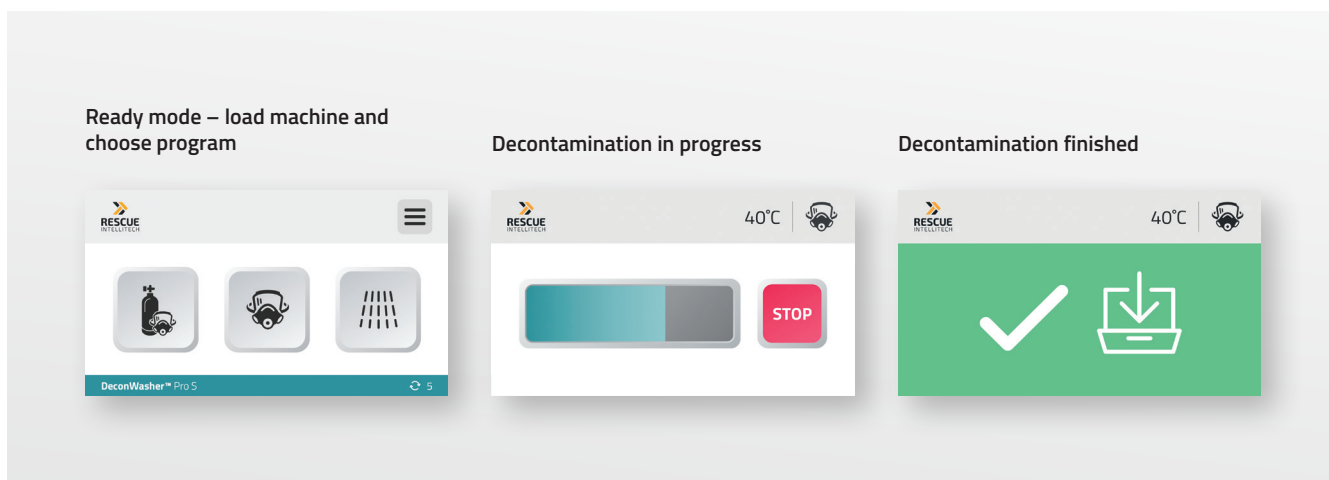 Ready mode – load machine and
choose program
Decontamination in progress
Decontamination finished
RESCUE
INTELLITECH
DeconWasher™ Pro 5
5
RESCUE
INTELLITECH
40°C
STOP
RESCUE
INTELLITECH
40°C